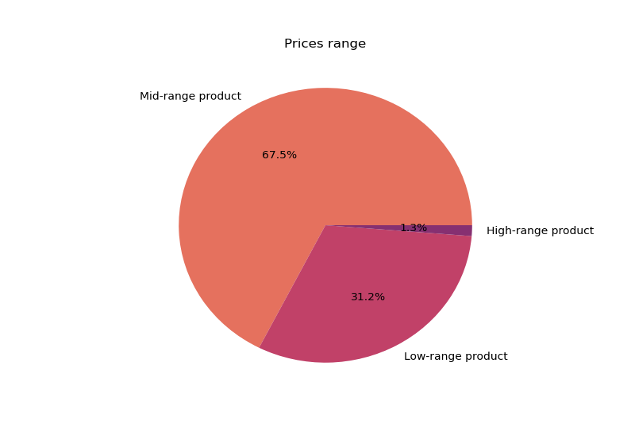 Prices range
Mid-range product
67.5%
1.3%
High-range product
31.2%
Low-range product